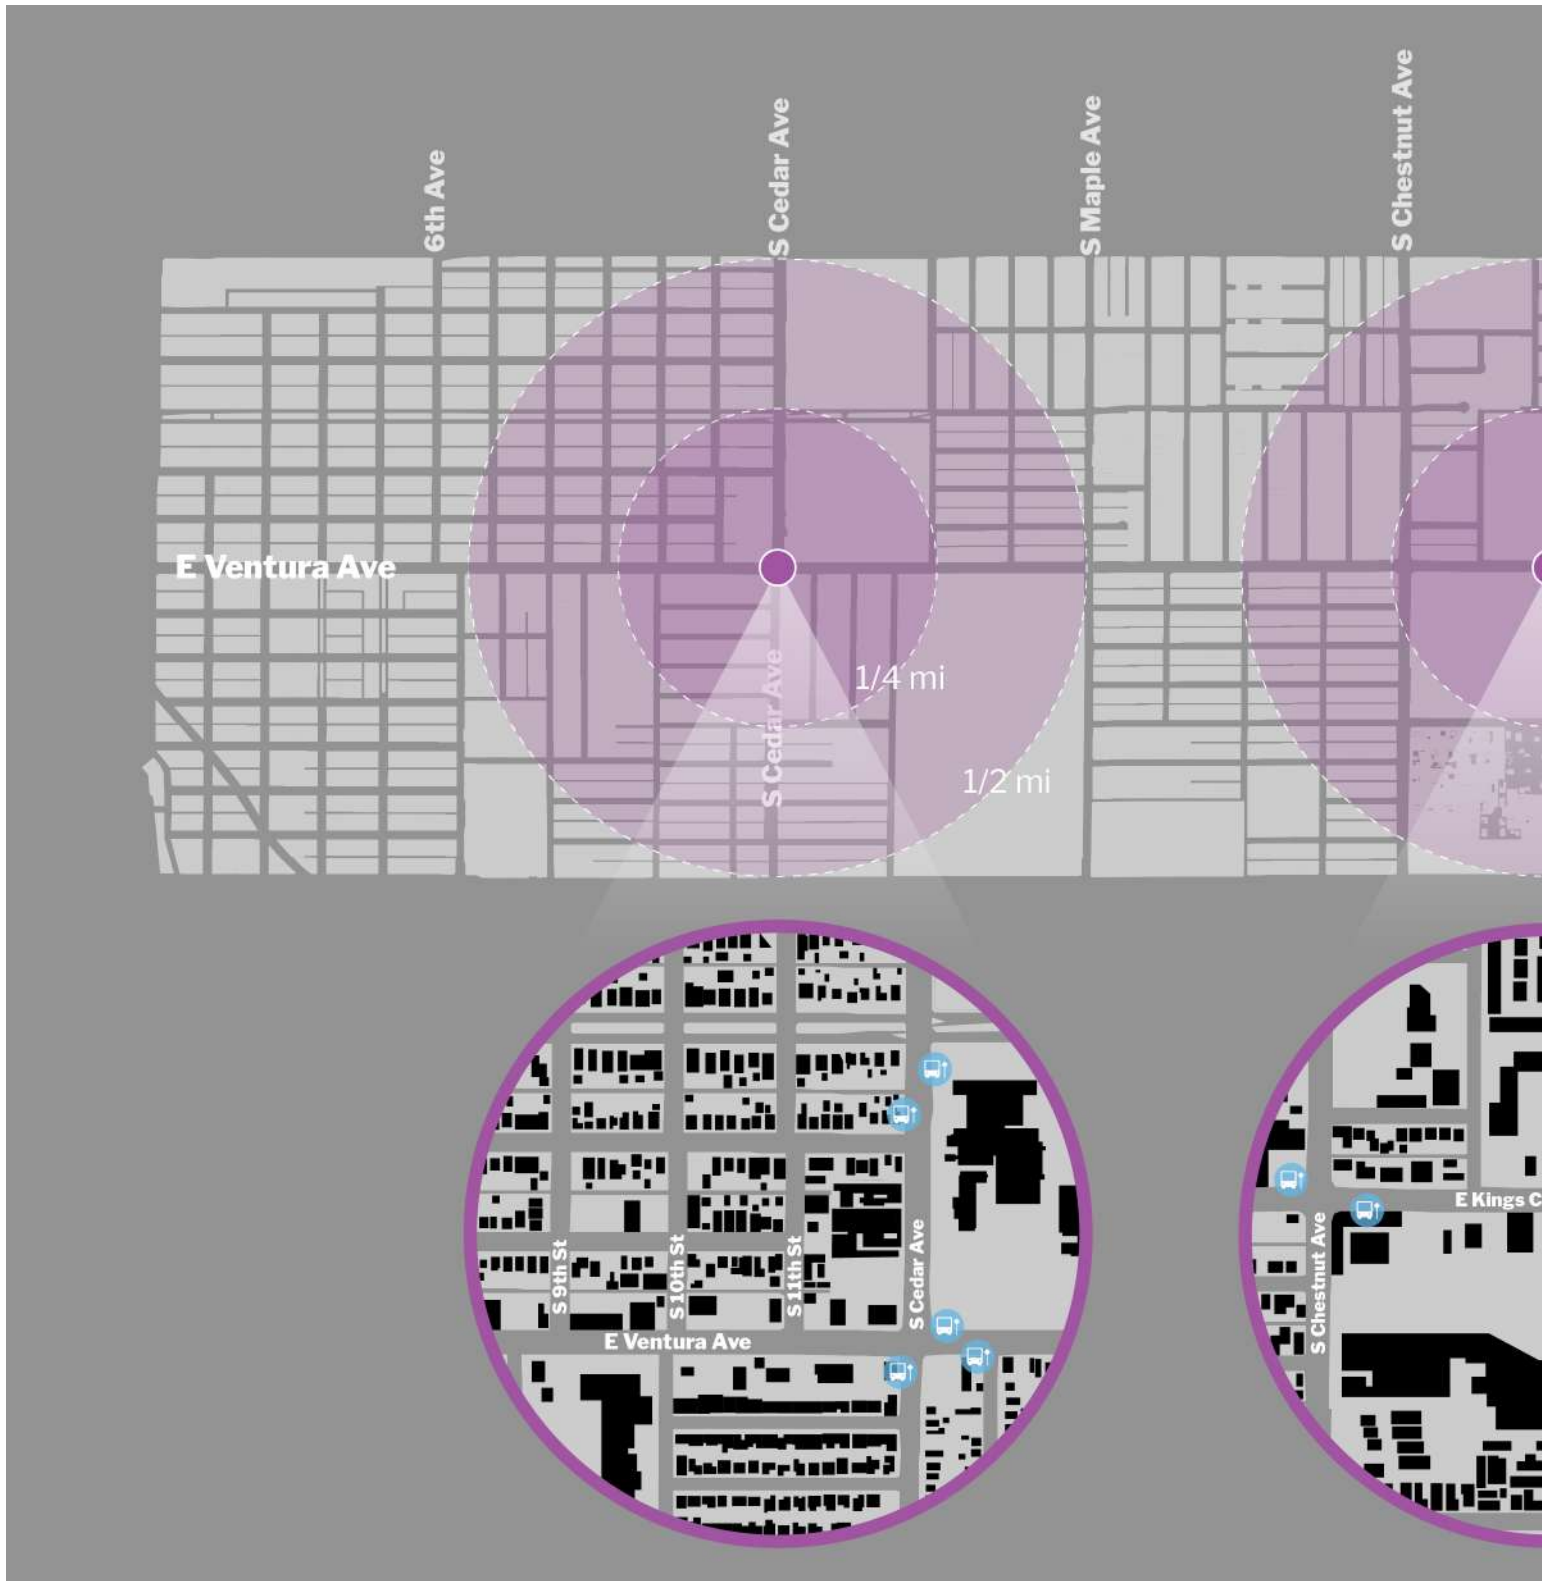 6th Ave
S Cedar Ave
S Maple Ave
S Chestnut Ave
E Ventura Ave
S Cedar Ave
1/4 mi
1/2 mi
S 9th St
S 10th St
S 11th St
S Cedar Ave
E Ventura Ave
S Chestnut Ave
E Kings C